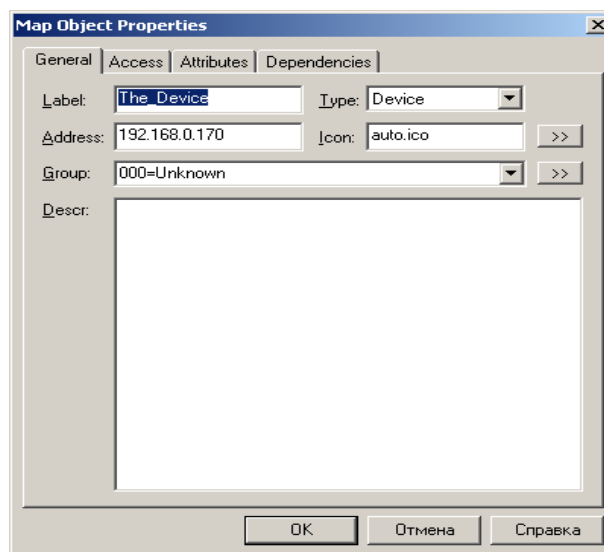 Map Object Properties
General Access Attributes Dependencies
Label: The_Device Type: Device
Address: 192.168.0.170 Icon: auto.ico >>
Group: 000=Unknown >>
Descr:
OK Отмена Справка